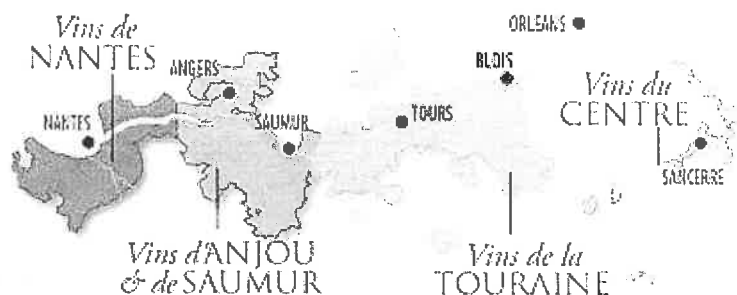 Vins de
NANTES
ORLEANS
BLOIS
ANGERS
Vins du
CENTRE
NANTES
SAUMUR
TOURS
SANCERRE
Vins d'ANJOU
& de SAUMUR
Vins de la
TOURAINE